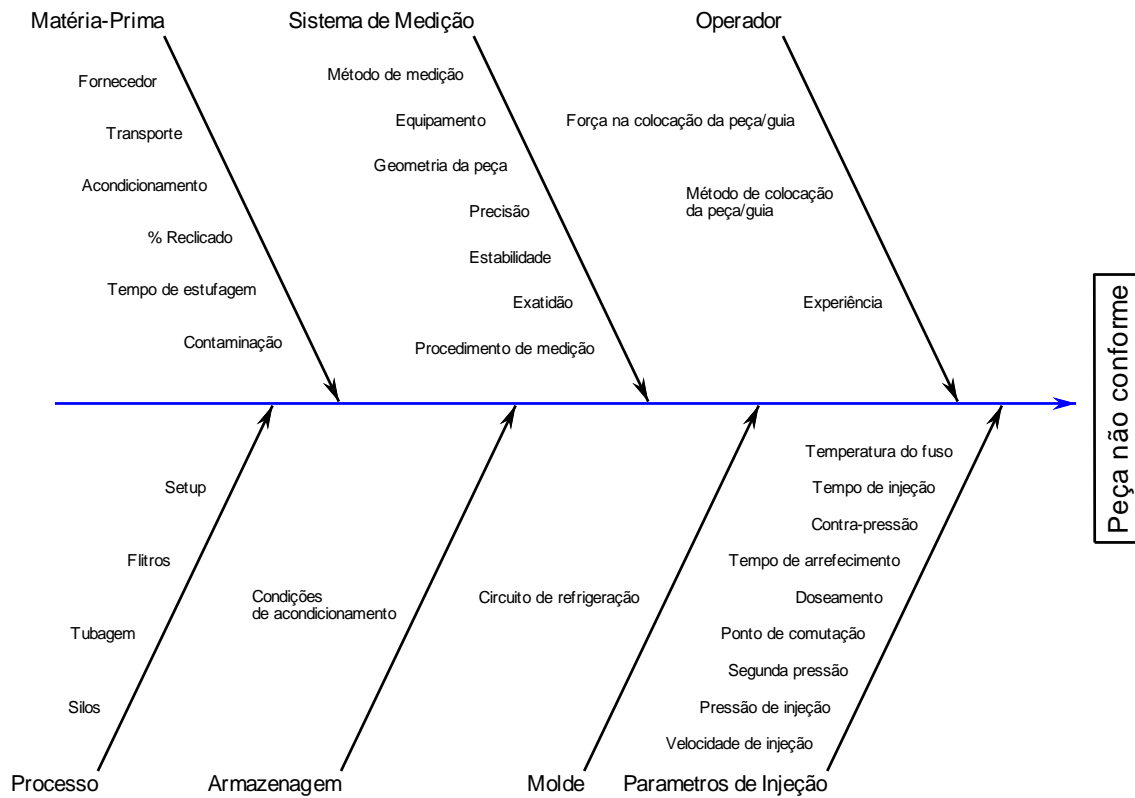 Matéria-Prima
Fornecedor
Transporte
Acondicionamento
% Reclicado
Tempo de estufagem
Contaminação
Sistema de Medição
Método de medição
Equipamento
Geometria da peça
Precisão
Estabilidade
Exatidão
Procedimento de medição
Operador
Força na colocação da peça/guia
Método de colocação
da peça/guia
Experiência
Peça não conforme
Setup
Flitros
Tubagem
Silos
Processo
Condições
de acondicionamento
Armazenagem
Circuito de refrigeração
Molde
Temperatura do fuso
Tempo de injeção
Contra-pressão
Tempo de arrefecimento
Doseamento
Ponto de comutação
Segunda pressão
Pressão de injeção
Velocidade de injeção
Parametros de Injeção